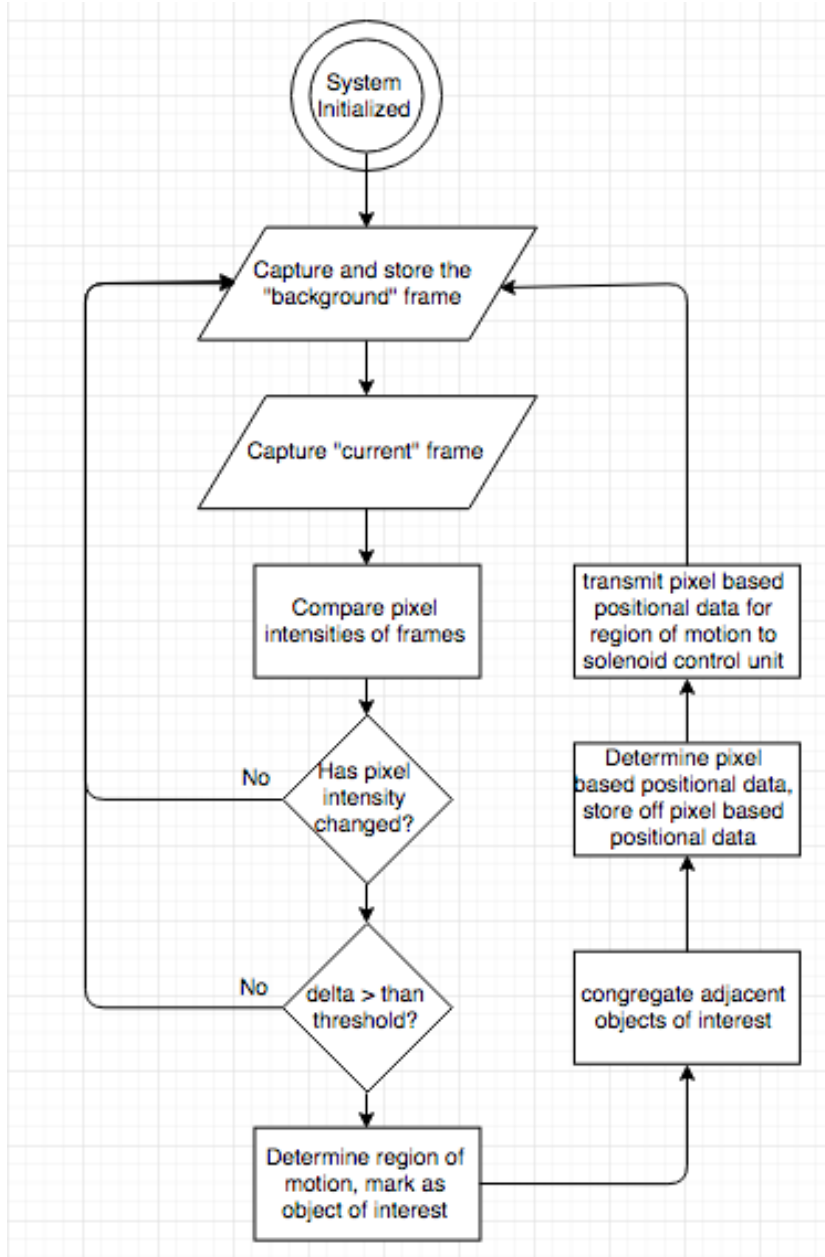 System
Initialized
Capture and store the
"background" frame
Capture "current" frame
Compare pixel
intensities of frames
No
Has pixel
intensity
changed?
No
delta > than
threshold?
Determine region of
motion, mark as
object of interest
congregate adjacent
objects of interest
Determine pixel
based positional data,
store off pixel based
positional data
transmit pixel based
positional data for
region of motion to
solenoid control unit